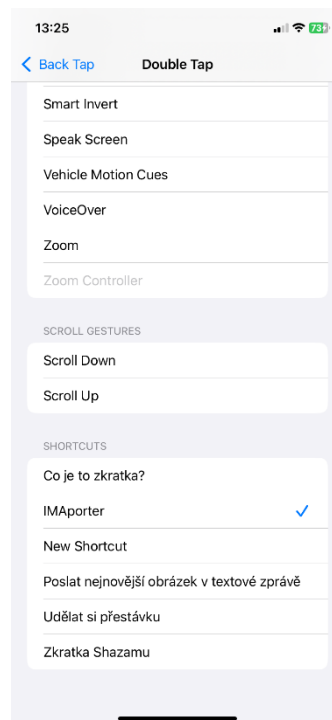 13:25
73
Back Tap
Double Tap
Smart Invert
Speak Screen
Vehicle Motion Cues
VoiceOver
Zoom
Zoom Controller
SCROLL GESTURES
Scroll Down
Scroll Up
SHORTCUTS
Co je to zkratka?
IMAporter
New Shortcut
Poslat nejnovější obrázek v textové zprávě
Udělat si přestávku
Zkratka Shazamu